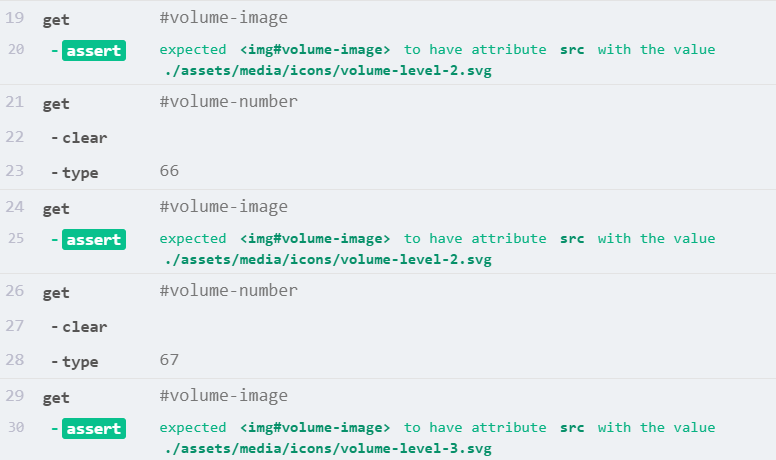 19 get #volume-image
20 - assert expected <img#volume-image> to have attribute src with the value
./assets/media/icons/volume-level-2.svg
21 get #volume-number
22 - clear
23 - type 66
24 get #volume-image
25 - assert expected <img#volume-image> to have attribute src with the value
./assets/media/icons/volume-level-2.svg
26 get #volume-number
27 - clear
28 - type 67
29 get #volume-image
30 - assert expected <img#volume-image> to have attribute src with the value
./assets/media/icons/volume-level-3.svg